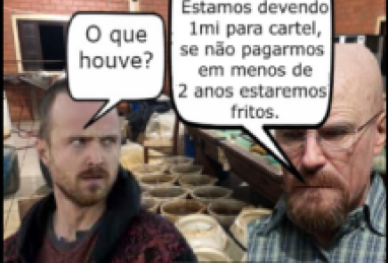 O que
houve?
Estamos devendo
1mi para cartel,
se não pagarmos
em menos de
2 anos estaremos
fritos.